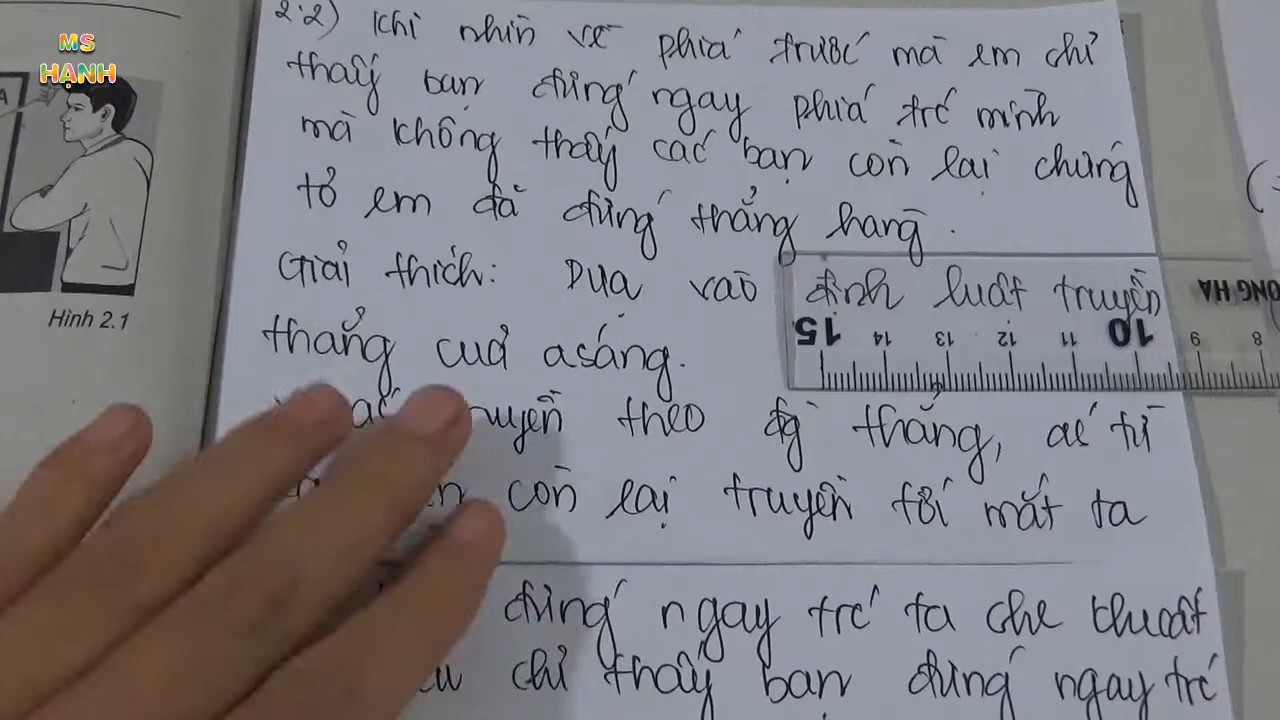 MS
HẠNH
A
Hình 2.1
2.2) Khi nhìn về phía trước mà em chỉ
thấy bạn đứng ngay phía trc mình
mà không thấy các bạn còn lại chứng
tỏ em đã đứng thẳng hàng.
Giải thích: Dựa vào định luật truyền
thẳng của asáng.
truyền theo đg thẳng, as từ
còn lại truyền tới mắt ta
đứng ngay trc ta che khuất
chỉ thấy bạn đứng ngay trc
15 14 13 12 11 10 9 8